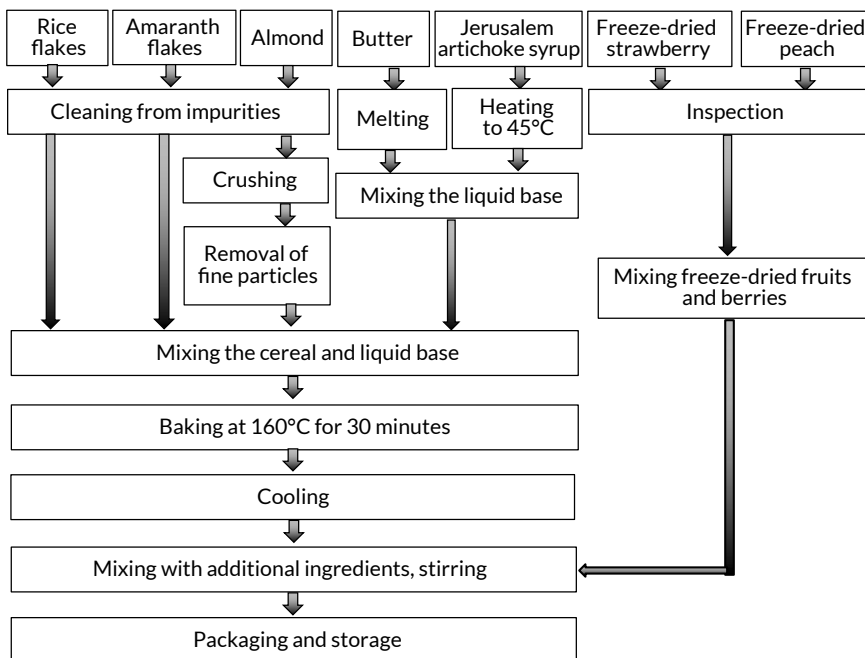 Rice
flakes
Amaranth
flakes
Almond
Butter
Jerusalem
artichoke syrup
Freeze-dried
strawberry
Freeze-dried
peach
Cleaning from impurities
Melting
Heating
to 45°C
Inspection
Crushing
Mixing the liquid base
Removal of
fine particles
Mixing freeze-dried fruits
and berries
Mixing the cereal and liquid base
Baking at 160°C for 30 minutes
Cooling
Mixing with additional ingredients, stirring
Packaging and storage